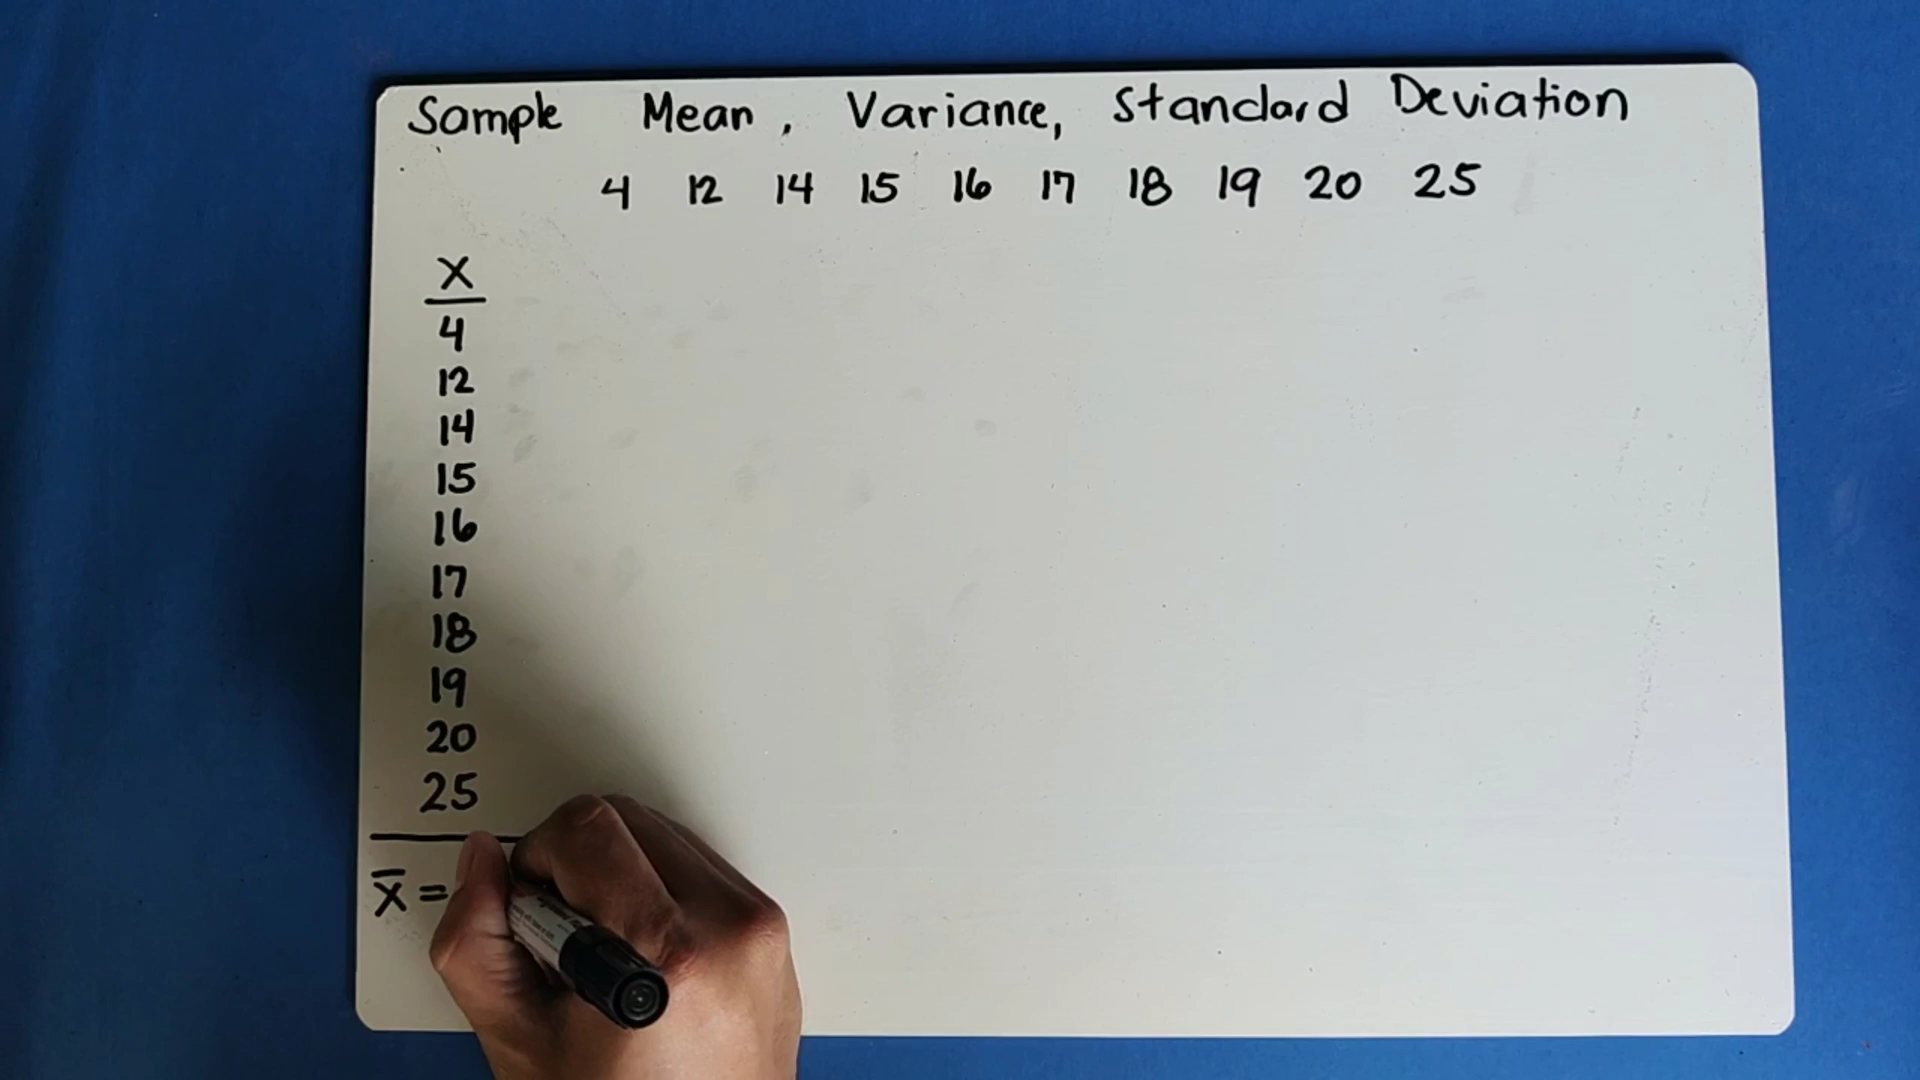 Sample Mean, Variance, Standard Deviation
4 12 14 15 16 17 18 19 20 25
X
4
12
14
15
16
17
18
19
20
25
x̄ =